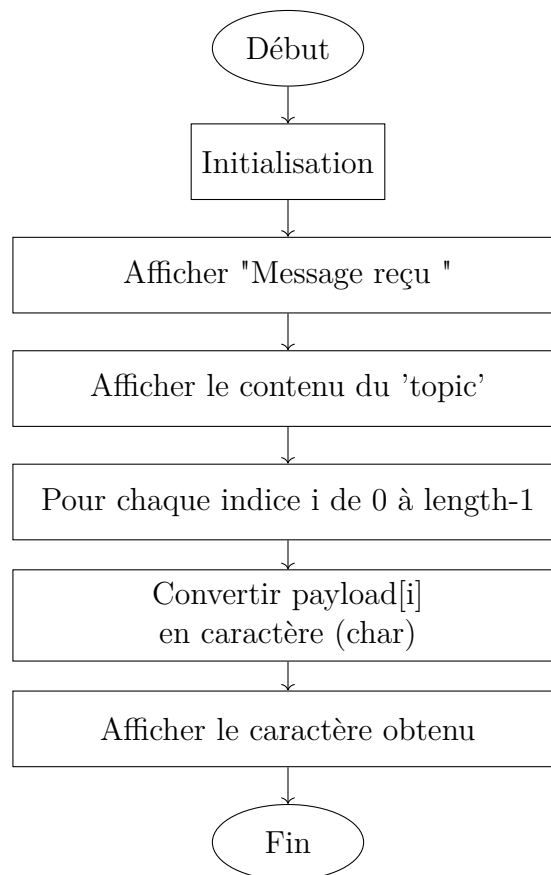 Début
Initialisation
Afficher "Message reçu "
Afficher le contenu du ’topic’
Pour chaque indice i de 0 à length-1
Convertir payload[i]
en caractère (char)
Afficher le caractère obtenu
Fin